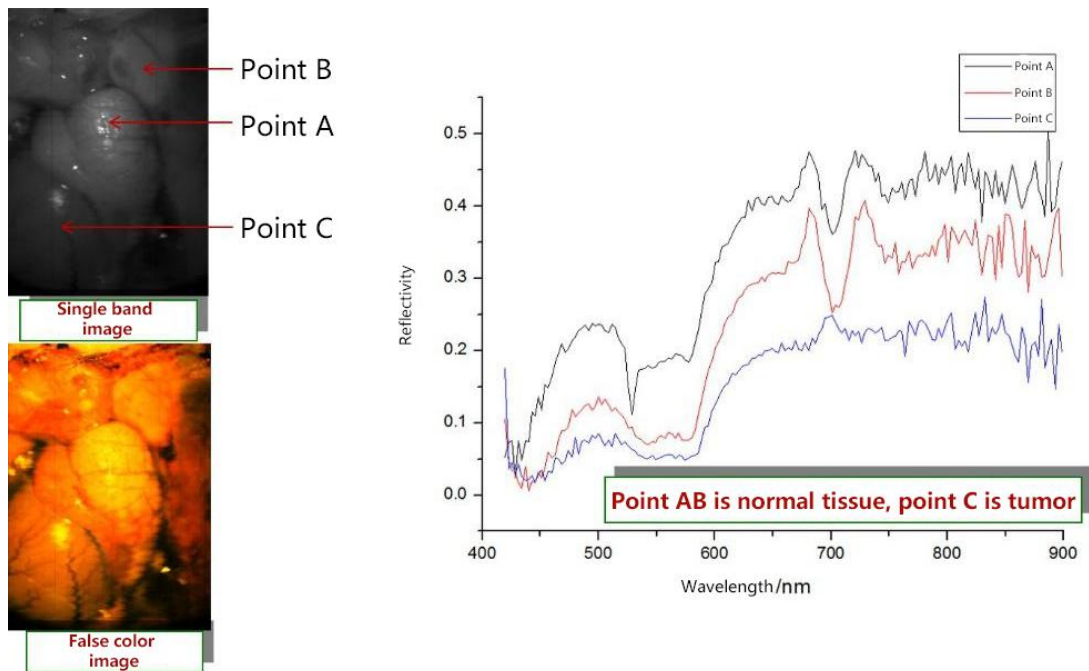 Point B
Point A
Point C
Single band
image
False color
image
Point A
Point B
Point C
0.5
0.4
0.3
0.2
0.1
0.0
Reflectivity
400
500
600
700
800
900
Wavelength/nm
Point AB is normal tissue, point C is tumor